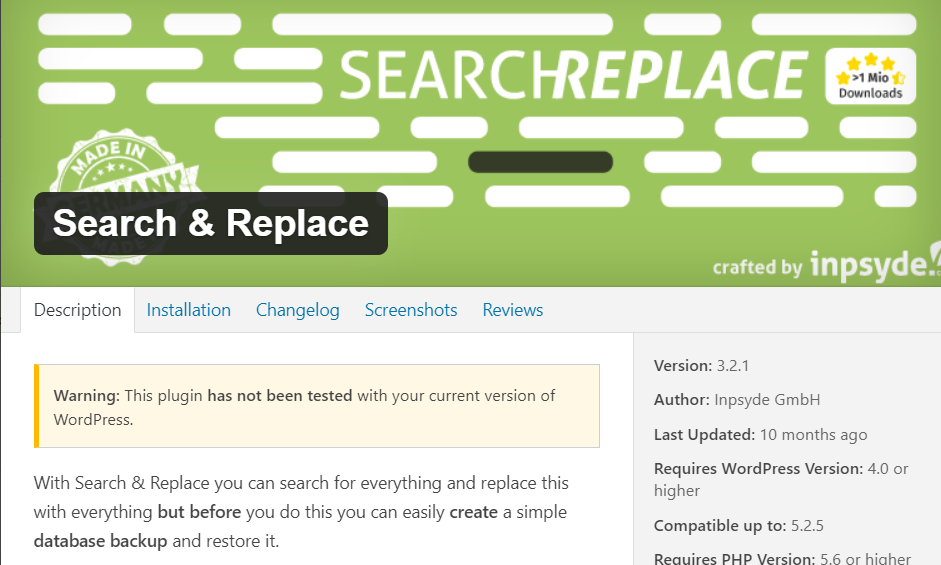 SEARCHREPLACE
>1 Mio
Downloads
MADE IN
GERMANY
MADE
Search & Replace
crafted by inpsyde
Description Installation Changelog Screenshots Reviews
Warning: This plugin has not been tested with your current version of
WordPress.
With Search & Replace you can search for everything and replace this
with everything but before you do this you can easily create a simple
database backup and restore it.
Version: 3.2.1
Author: Inpsyde GmbH
Last Updated: 10 months ago
Requires WordPress Version: 4.0 or
higher
Compatible up to: 5.2.5
Requires PHP Version: 5.6 or higher